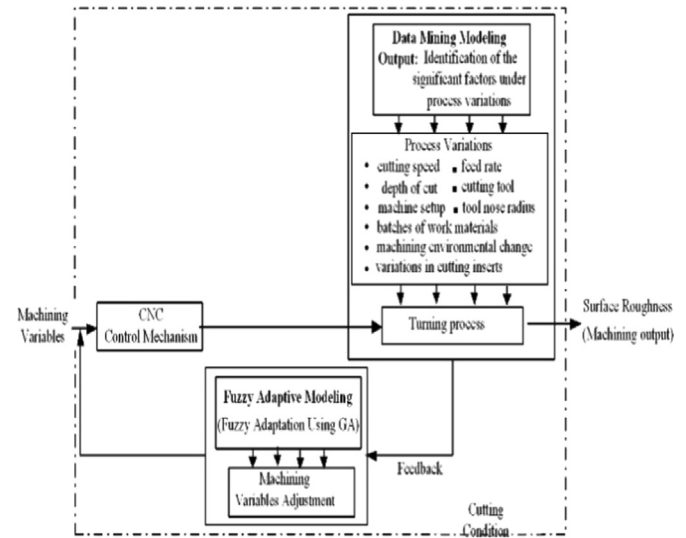 Data Mining Modeling
Output: Identification of the
significant factors under
process variations
Process Variations
• cutting speed ▪ feed rate
• depth of cut ▪ cutting tool
• machine setup ▪ tool nose radius
• batches of work materials
• machining environmental change
• variations in cutting inserts
Machining
Variables
CNC
Control Mechanism
Turning process
Surface Roughness
(Machining output)
Fuzzy Adaptive Modeling
(Fuzzy Adaptation Using GA)
Machining
Variables Adjustment
Feedback
Cutting
Condition